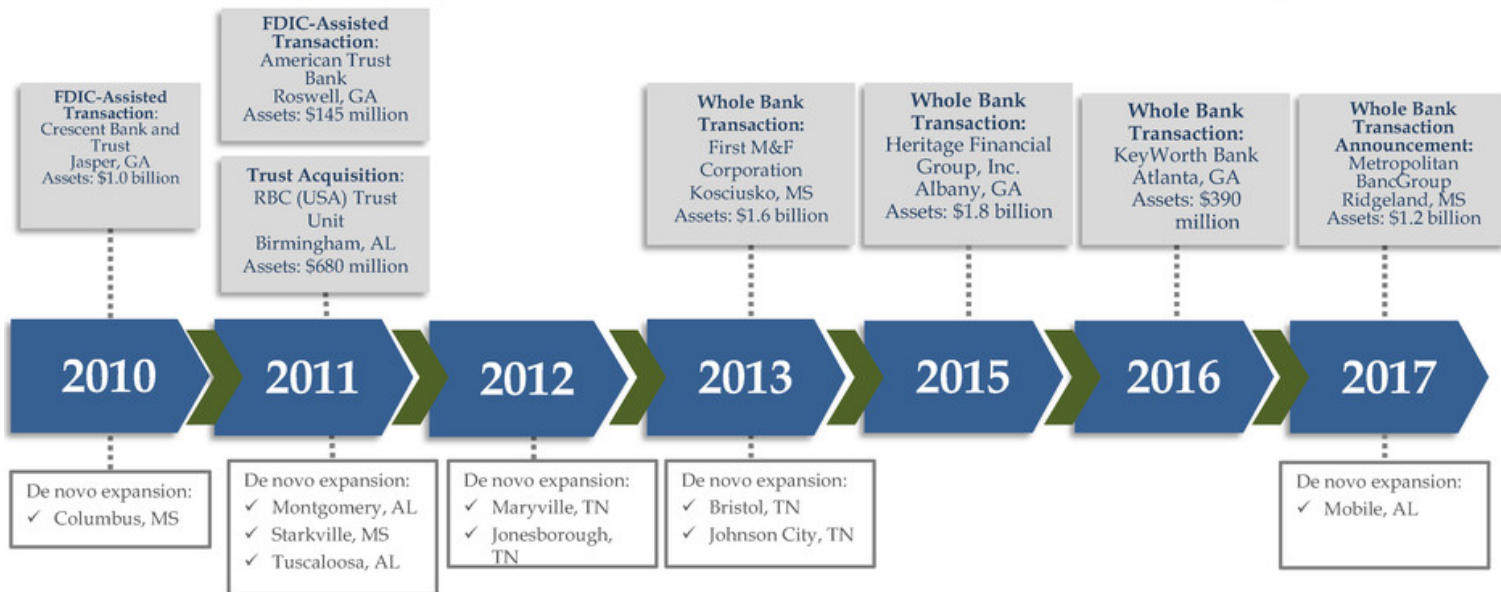 FDIC-Assisted
Transaction:
Crescent Bank and
Trust
Jasper, GA
Assets: $1.0 billion
FDIC-Assisted
Transaction:
American Trust
Bank
Roswell, GA
Assets: $145 million
Trust Acquisition:
RBC (USA) Trust
Unit
Birmingham, AL
Assets: $680 million
Whole Bank
Transaction:
First M&F
Corporation
Kosciusko, MS
Assets: $1.6 billion
Whole Bank
Transaction:
Heritage Financial
Group, Inc.
Albany, GA
Assets: $1.8 billion
Whole Bank
Transaction:
KeyWorth Bank
Atlanta, GA
Assets: $390
million
Whole Bank
Transaction
Announcement:
Metropolitan
BancGroup
Ridgeland, MS
Assets: $1.2 billion
2010
2011
2012
2013
2015
2016
2017
De novo expansion:
✓ Columbus, MS
De novo expansion:
✓ Montgomery, AL
✓ Starkville, MS
✓ Tuscaloosa, AL
De novo expansion:
✓ Maryville, TN
✓ Jonesborough,
TN
De novo expansion:
✓ Bristol, TN
✓ Johnson City, TN
De novo expansion:
✓ Mobile, AL